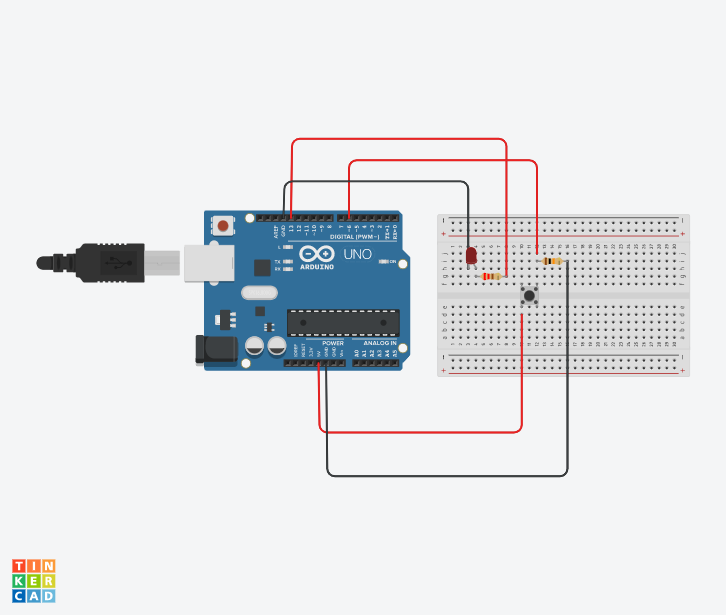 AREF
GND
13
12
~11
~10
~9
8
7
~6
~5
4
~3
2
TX→1
RX←0
DIGITAL (PWM~)
L
TX
RX
ON
UNO
ARDUINO
POWER
ANALOG IN
IOREF
RESET
3.3V
5V
GND
GND
Vin
A0
A1
A2
A3
A4
A5
TIN
KER
CAD